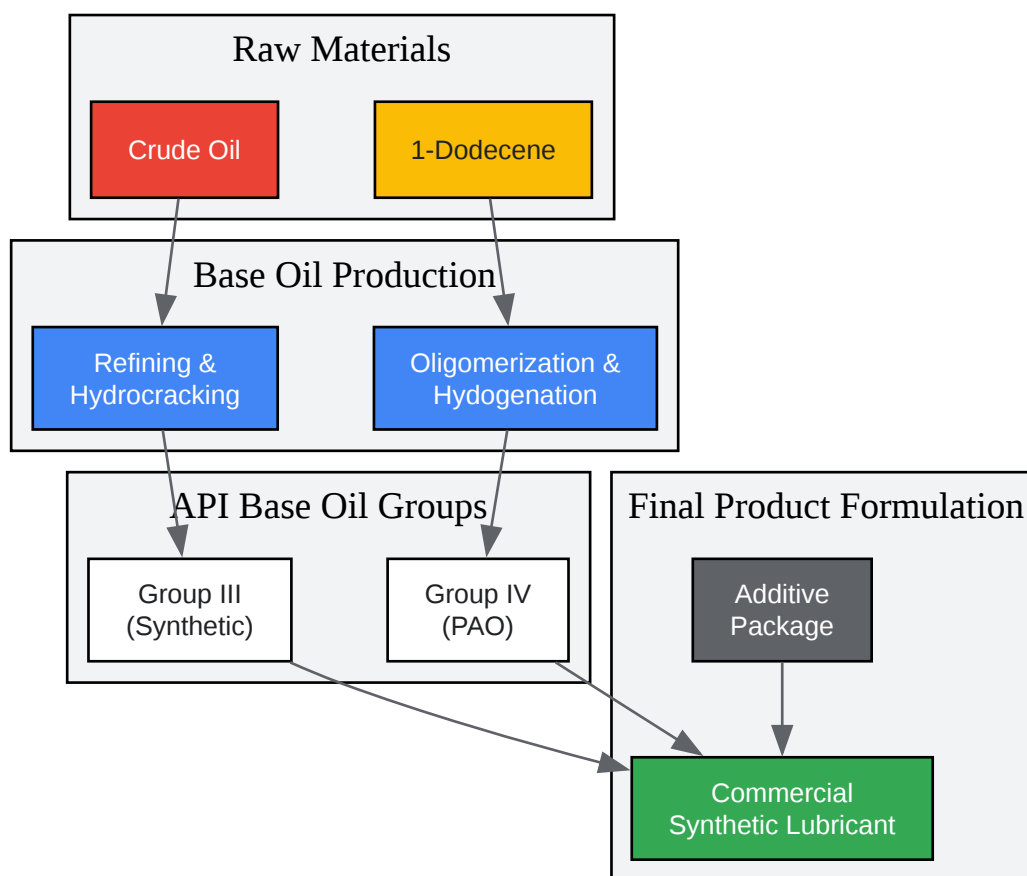 Raw Materials
Crude Oil
1-Dodecene
Base Oil Production
Refining &
Hydrocracking
Oligomerization &
Hydogenation
API Base Oil Groups
Group III
(Synthetic)
Group IV
(PAO)
Final Product Formulation
Additive
Package
Commercial
Synthetic Lubricant